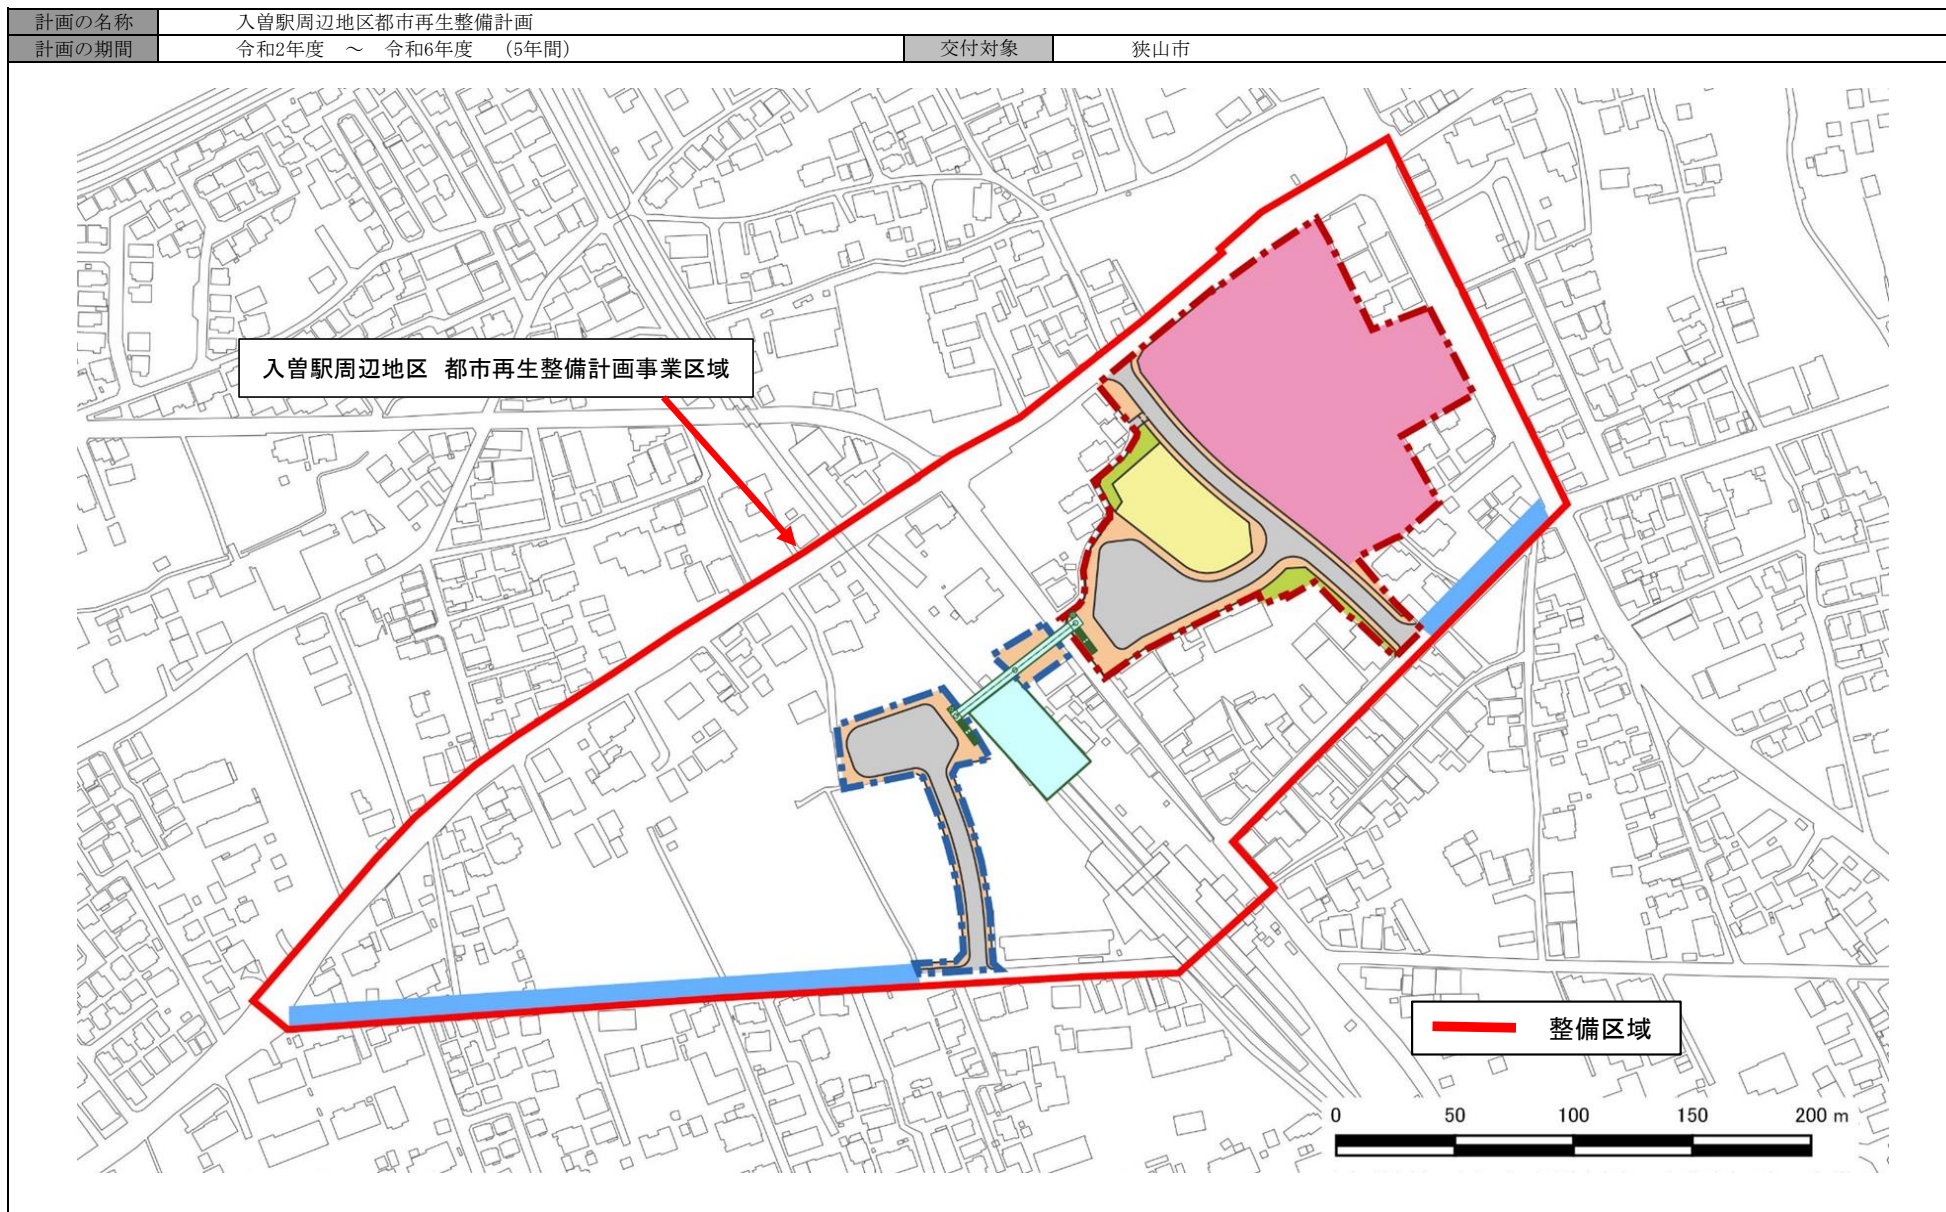 計画の名称 入曽駅周辺地区都市再生整備計画
計画の期間 令和2年度 ～ 令和6年度 （5年間） 交付対象 狭山市
入曽駅周辺地区 都市再生整備計画事業区域
整備区域
0 50 100 150 200 m